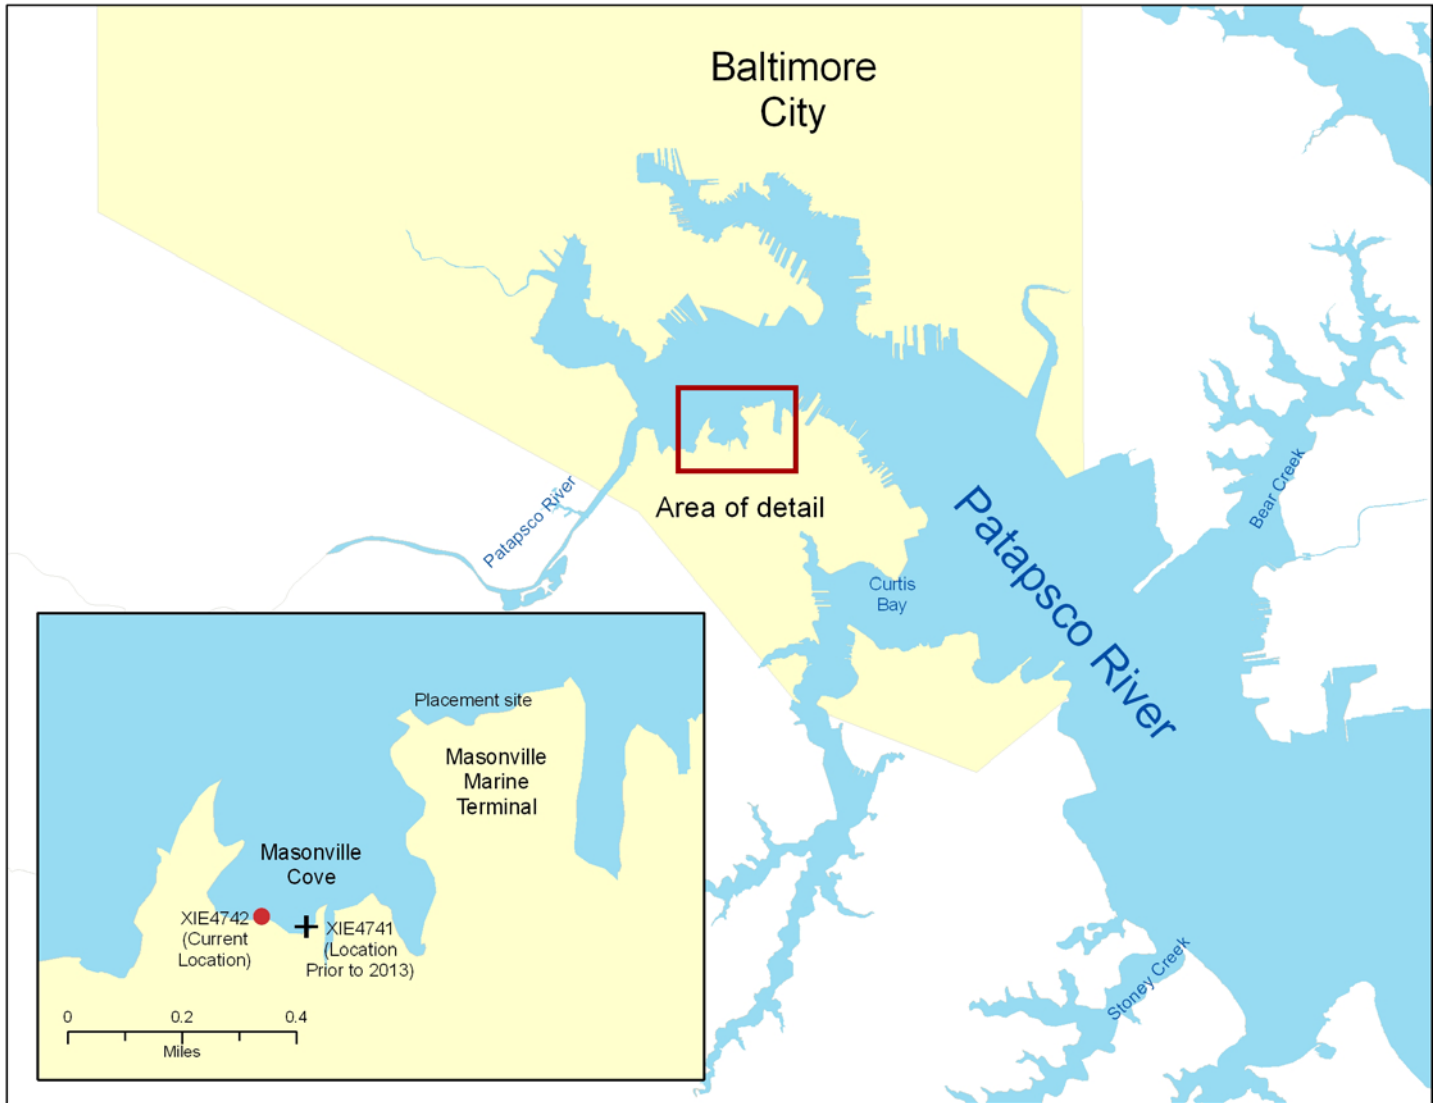 Baltimore
City
Area of detail
Patapsco River
Bear Creek
Curtis
Bay
Patapsco River
Stoney Creek
Placement site
Masonville
Marine
Terminal
Masonville
Cove
XIE4742
(Current
Location)
XIE4741
(Location
Prior to 2013)
0 0.2 0.4
Miles